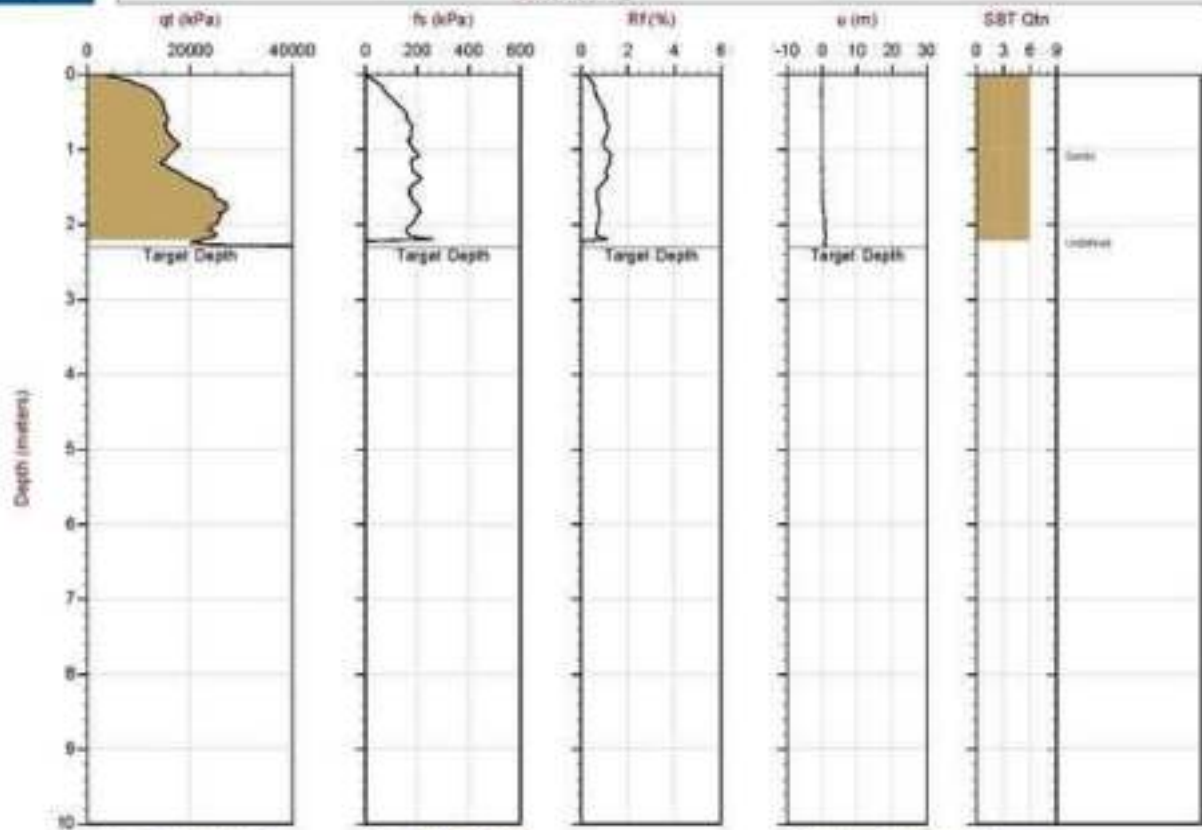 qt (kPa) fs (kPa) Rf (%) u (m) SBT Qtn
0 20000 40000 0 200 400 600 0 2 4 6 -10 0 10 20 30 0 3 6 9
0
1
Sands
2
Undefined
Target Depth Target Depth Target Depth Target Depth
3
4
5
Depth (meters)
6
7
8
9
10